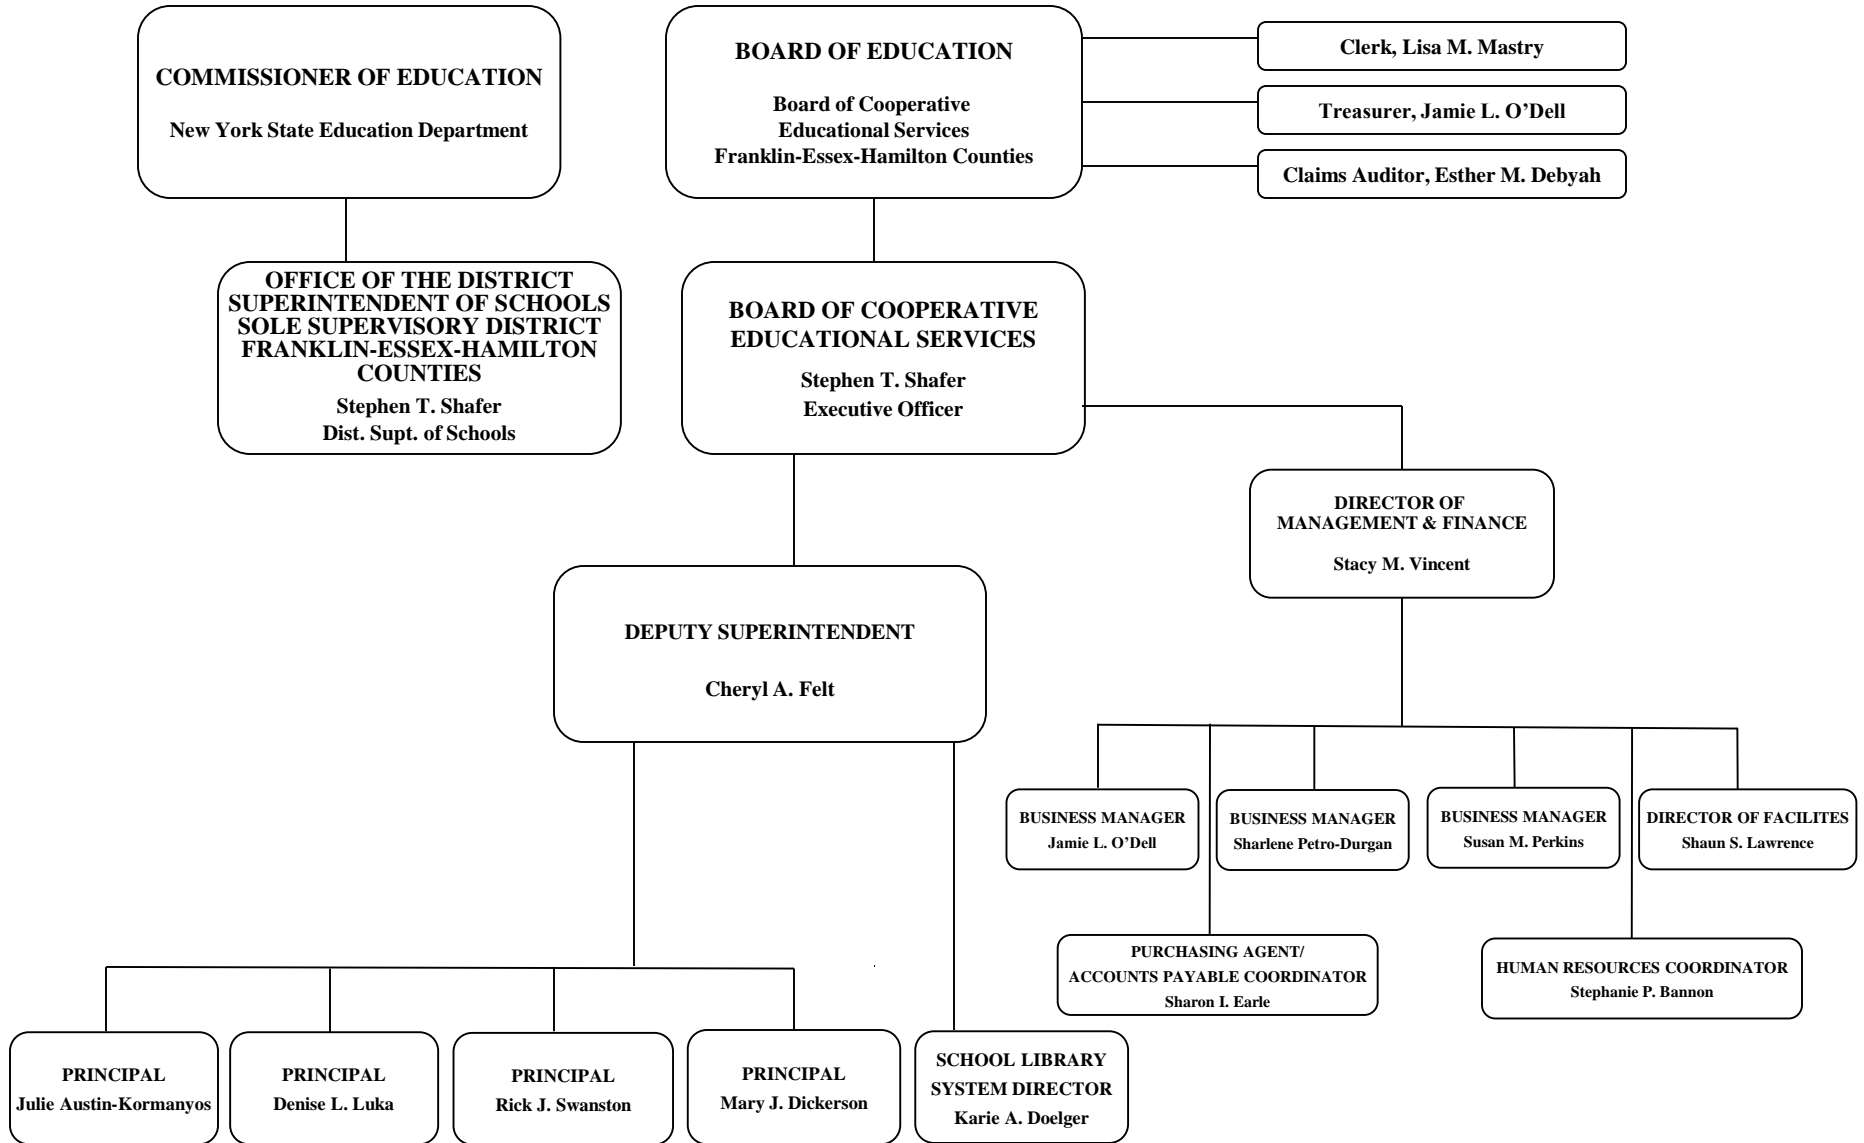 COMMISSIONER OF EDUCATION
New York State Education Department
BOARD OF EDUCATION
Board of Cooperative
Educational Services
Franklin-Essex-Hamilton Counties
Clerk, Lisa M. Mastry
Treasurer, Jamie L. O’Dell
Claims Auditor, Esther M. Debyah
OFFICE OF THE DISTRICT
SUPERINTENDENT OF SCHOOLS
SOLE SUPERVISORY DISTRICT
FRANKLIN-ESSEX-HAMILTON
COUNTIES
Stephen T. Shafer
Dist. Supt. of Schools
BOARD OF COOPERATIVE
EDUCATIONAL SERVICES
Stephen T. Shafer
Executive Officer
DIRECTOR OF
MANAGEMENT & FINANCE
Stacy M. Vincent
DEPUTY SUPERINTENDENT
Cheryl A. Felt
BUSINESS MANAGER
Jamie L. O’Dell
BUSINESS MANAGER
Sharlene Petro-Durgan
BUSINESS MANAGER
Susan M. Perkins
DIRECTOR OF FACILITES
Shaun S. Lawrence
PURCHASING AGENT/
ACCOUNTS PAYABLE COORDINATOR
Sharon I. Earle
HUMAN RESOURCES COORDINATOR
Stephanie P. Bannon
PRINCIPAL
Julie Austin-Kormanyos
PRINCIPAL
Denise L. Luka
PRINCIPAL
Rick J. Swanston
PRINCIPAL
Mary J. Dickerson
SCHOOL LIBRARY
SYSTEM DIRECTOR
Karie A. Doelger